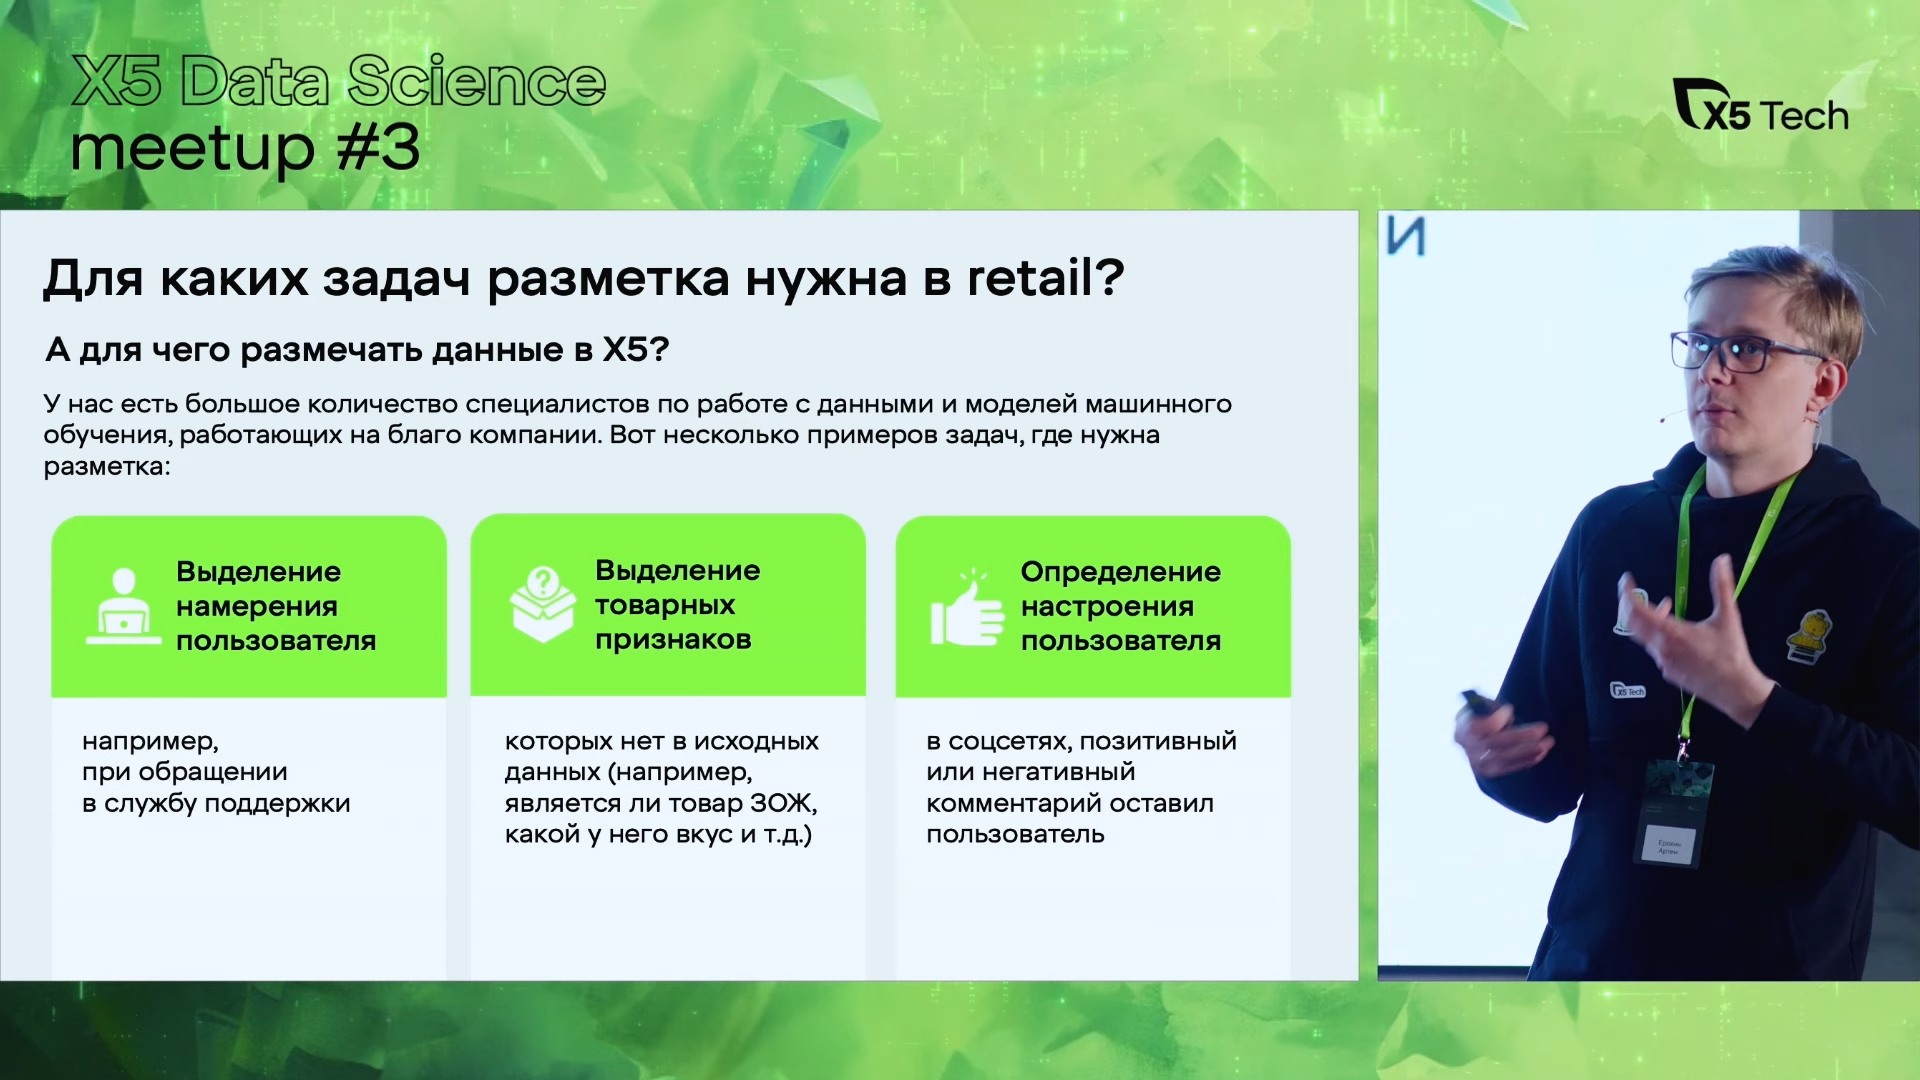 X5 Data Science
meetup #3
X5 Tech
Для каких задач разметка нужна в retail?
А для чего размечать данные в X5?
У нас есть большое количество специалистов по работе с данными и моделей машинного
обучения, работающих на благо компании. Вот несколько примеров задач, где нужна
разметка:
Выделение
намерения
пользователя
например,
при обращении
в службу поддержки
Выделение
товарных
признаков
которых нет в исходных
данных (например,
является ли товар ЗОЖ,
какой у него вкус и т.д.)
Определение
настроения
пользователя
в соцсетях, позитивный
или негативный
комментарий оставил
пользователь
И
X5 Tech
Ерохин
Артем